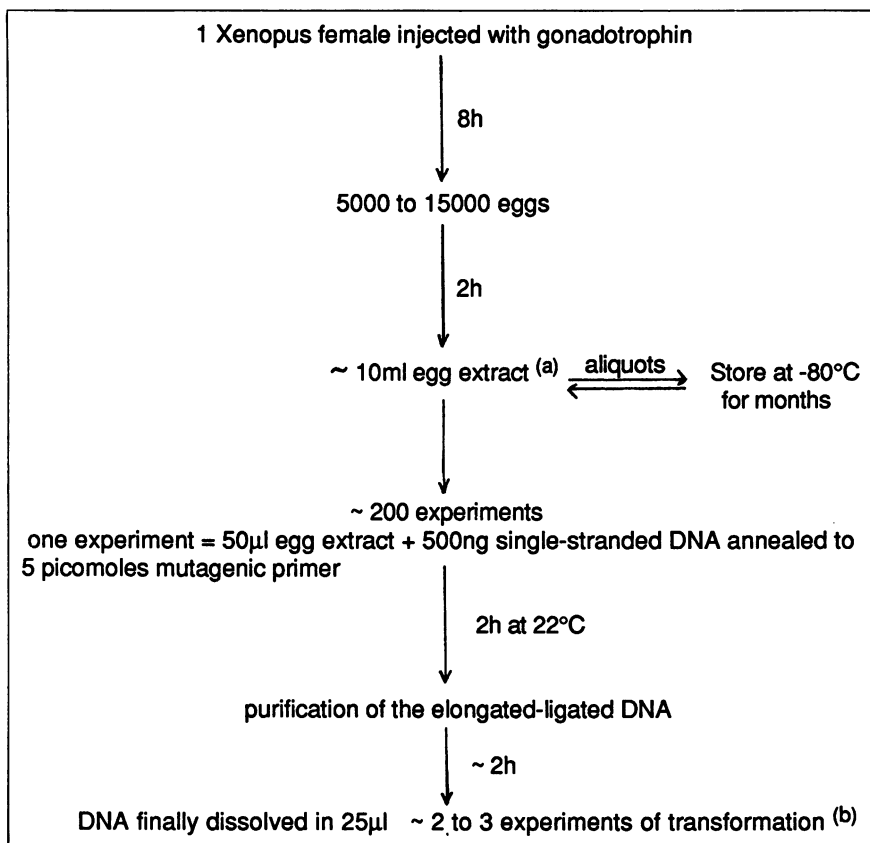 1 Xenopus female injected with gonadotrophin
8h
5000 to 15000 eggs
2h
~ 10ml egg extract (a)
aliquots
Store at -80°C
for months
~ 200 experiments
one experiment = 50µl egg extract + 500ng single-stranded DNA annealed to
5 picomoles mutagenic primer
2h at 22°C
purification of the elongated-ligated DNA
~ 2h
DNA finally dissolved in 25µl ~ 2 to 3 experiments of transformation (b)